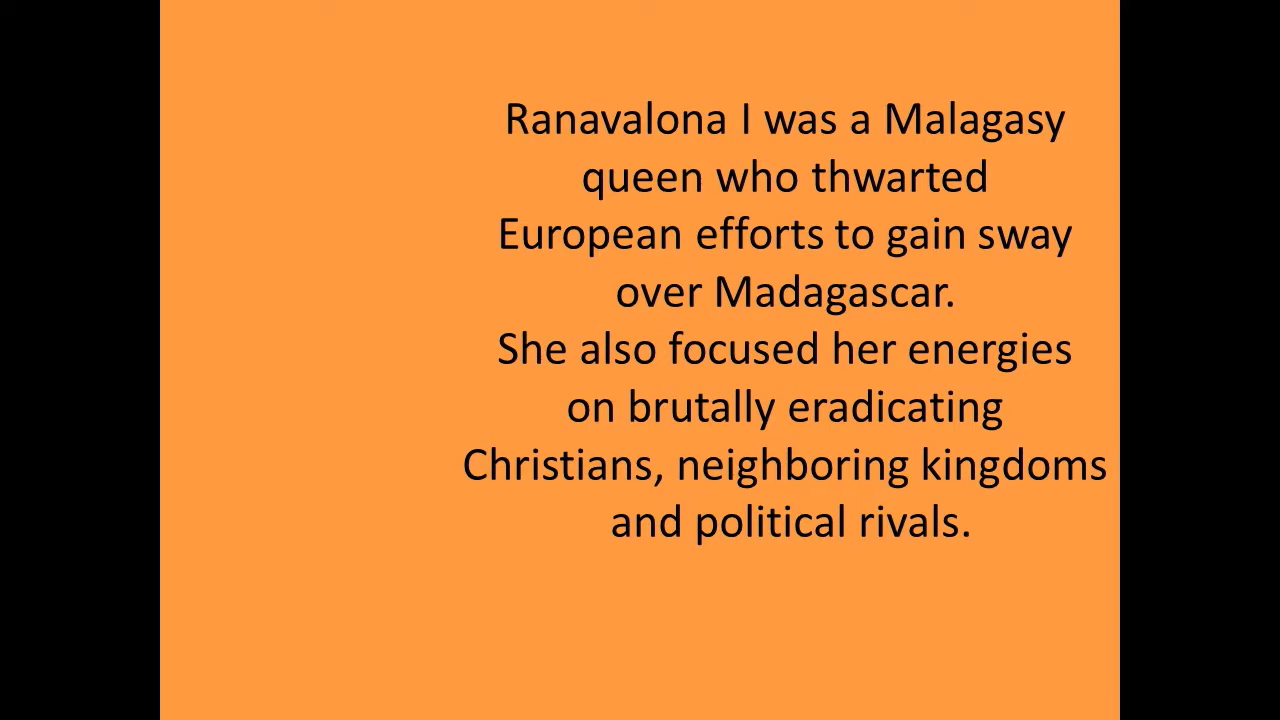 Ranavalona I was a Malagasy
queen who thwarted
European efforts to gain sway
over Madagascar.
She also focused her energies
on brutally eradicating
Christians, neighboring kingdoms
and political rivals.